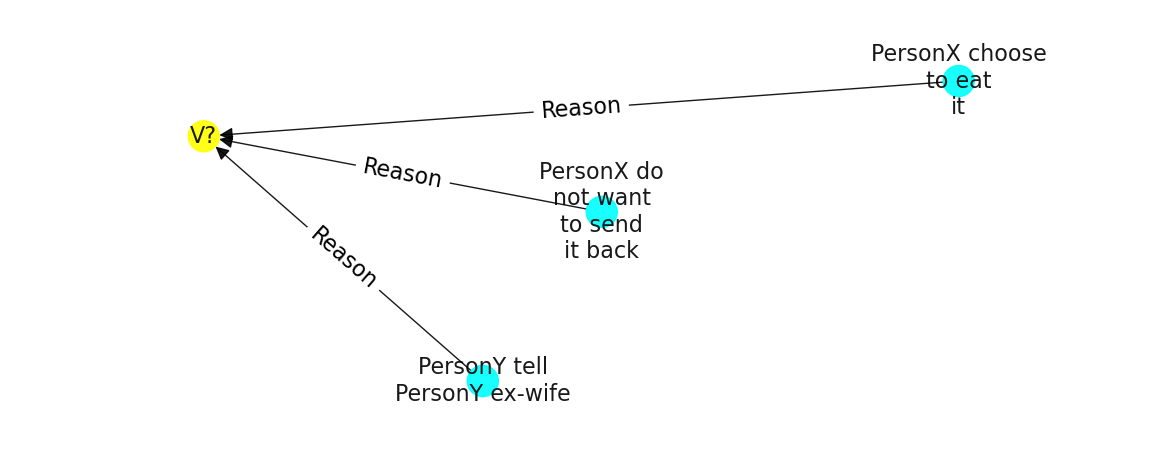 PersonX choose
to eat
it
Reason
V?
Reason
PersonX do
not want
to send
it back
Reason
PersonY tell
PersonY ex-wife